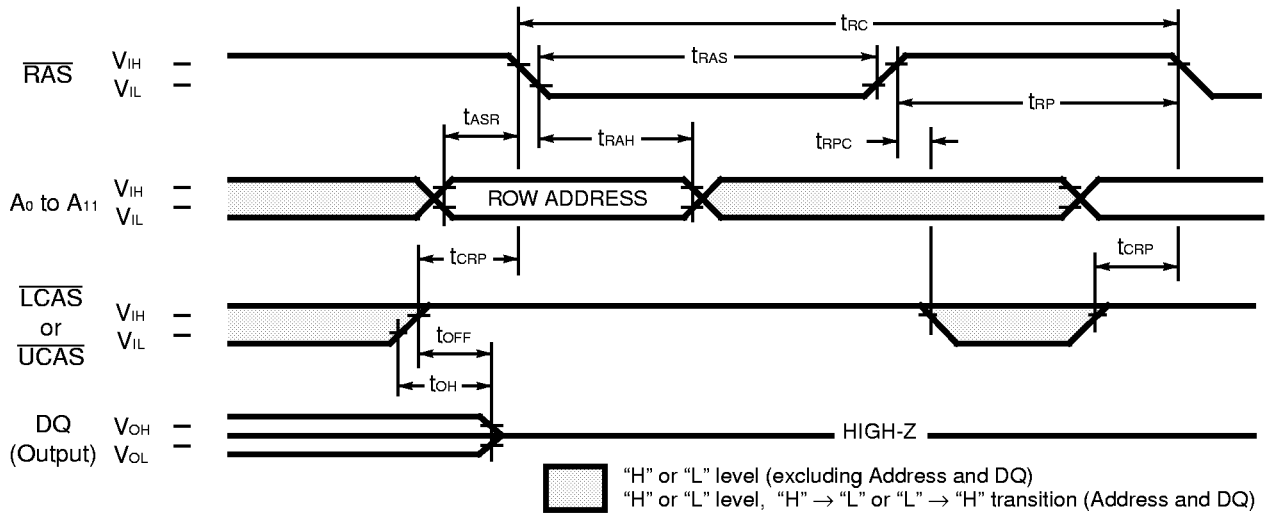 tRC
RAS
VIH
VIL
tRAS
tRP
tASR
tRAH
tRPC
A0 to A11
VIH
VIL
ROW ADDRESS
tCRP
tCRP
LCAS
or
UCAS
VIH
VIL
tOFF
tOH
DQ
(Output)
VOH
VOL
HIGH-Z
“H” or “L” level (excluding Address and DQ)
“H” or “L” level, “H” → “L” or “L” → “H” transition (Address and DQ)